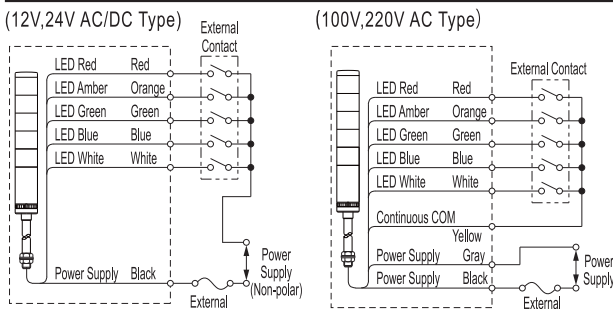 (12V,24V AC/DC Type)
External
Contact
LED Red Red
LED Amber Orange
LED Green Green
LED Blue Blue
LED White White
Power Supply Black
Power
Supply
(Non-polar)
External
(100V,220V AC Type)
External Contact
LED Red Red
LED Amber Orange
LED Green Green
LED Blue Blue
LED White White
Continuous COM
Yellow
Power Supply Gray
Power Supply Black
Power
Supply
External